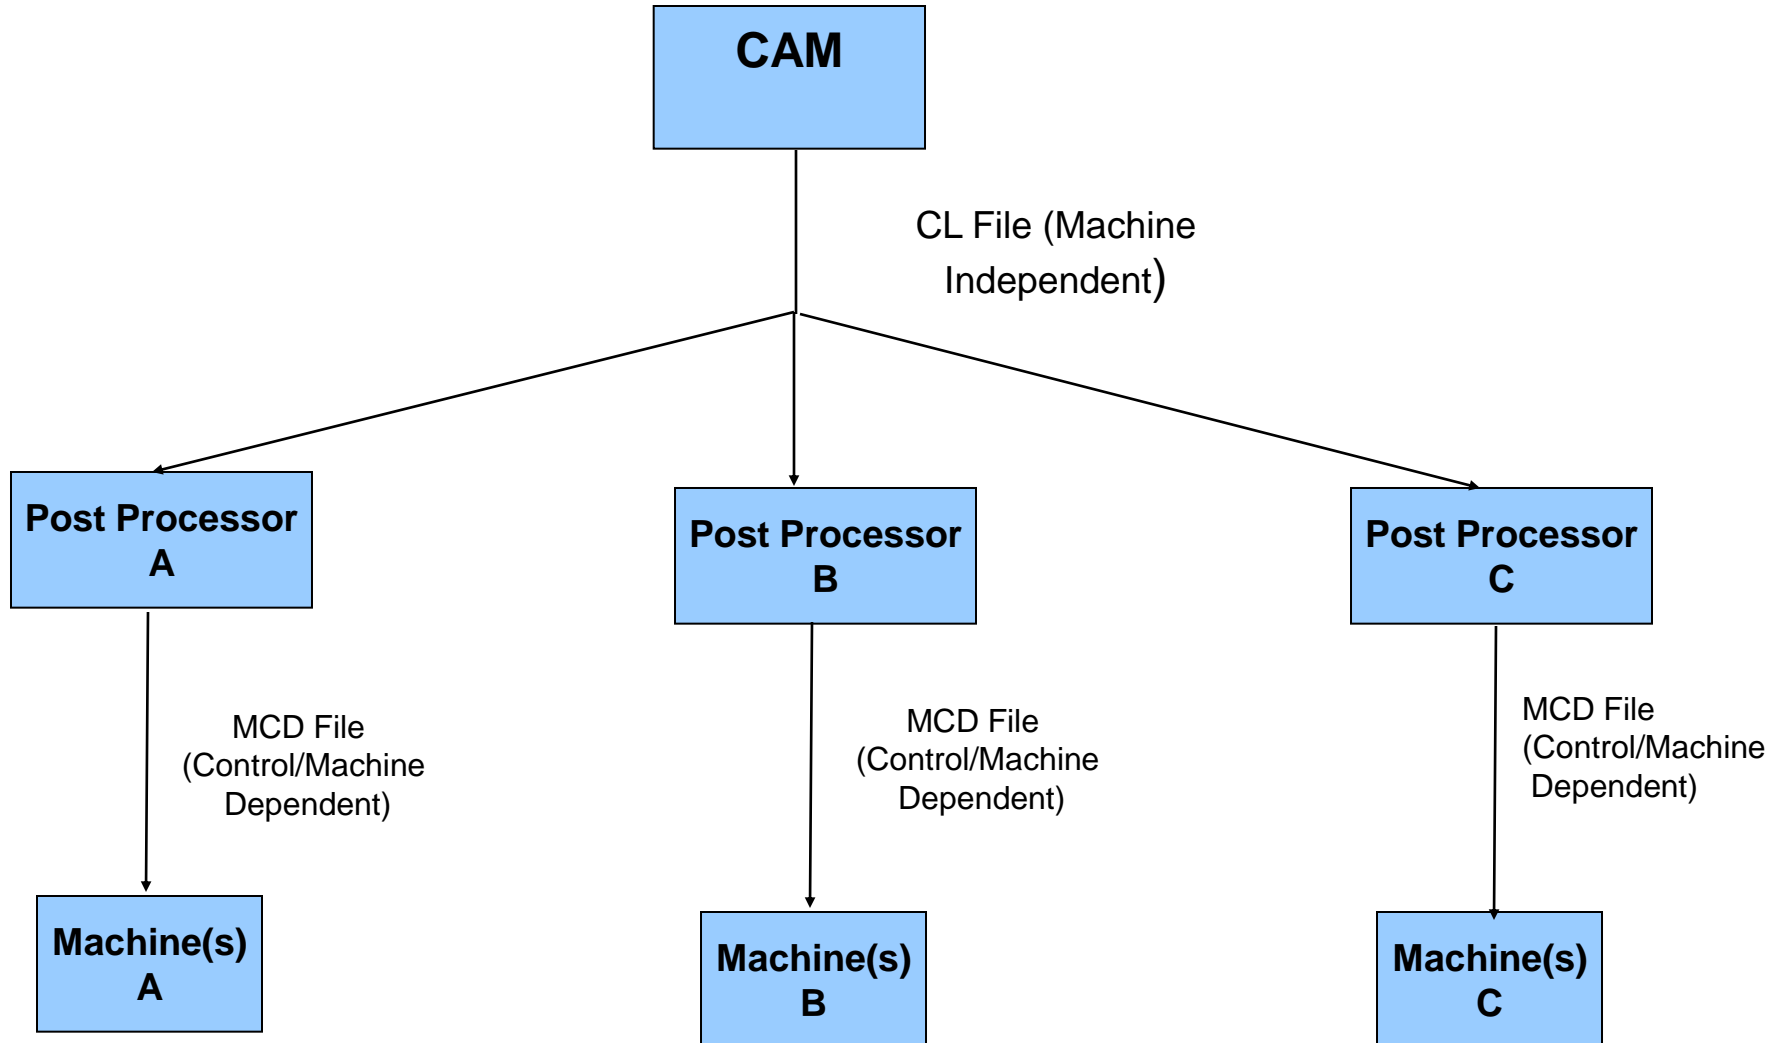 CAM
CL File (Machine
Independent)
Post Processor
A
Post Processor
B
Post Processor
C
MCD File
(Control/Machine
Dependent)
MCD File
(Control/Machine
Dependent)
MCD File
(Control/Machine
Dependent)
Machine(s)
A
Machine(s)
B
Machine(s)
C